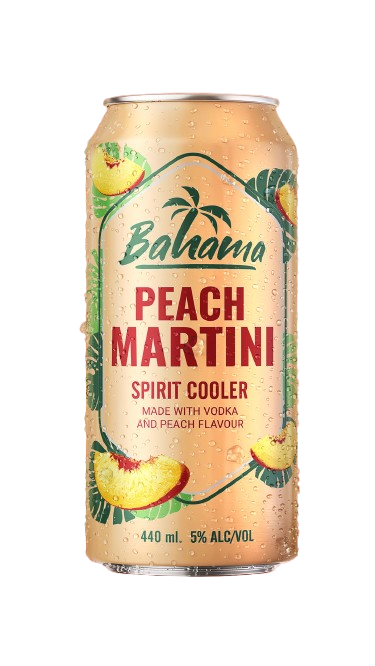 Bahama
PEACH
MARTINI
SPIRIT COOLER
MADE WITH VODKA
AND PEACH FLAVOUR
440 ml. 5% ALC/VOL